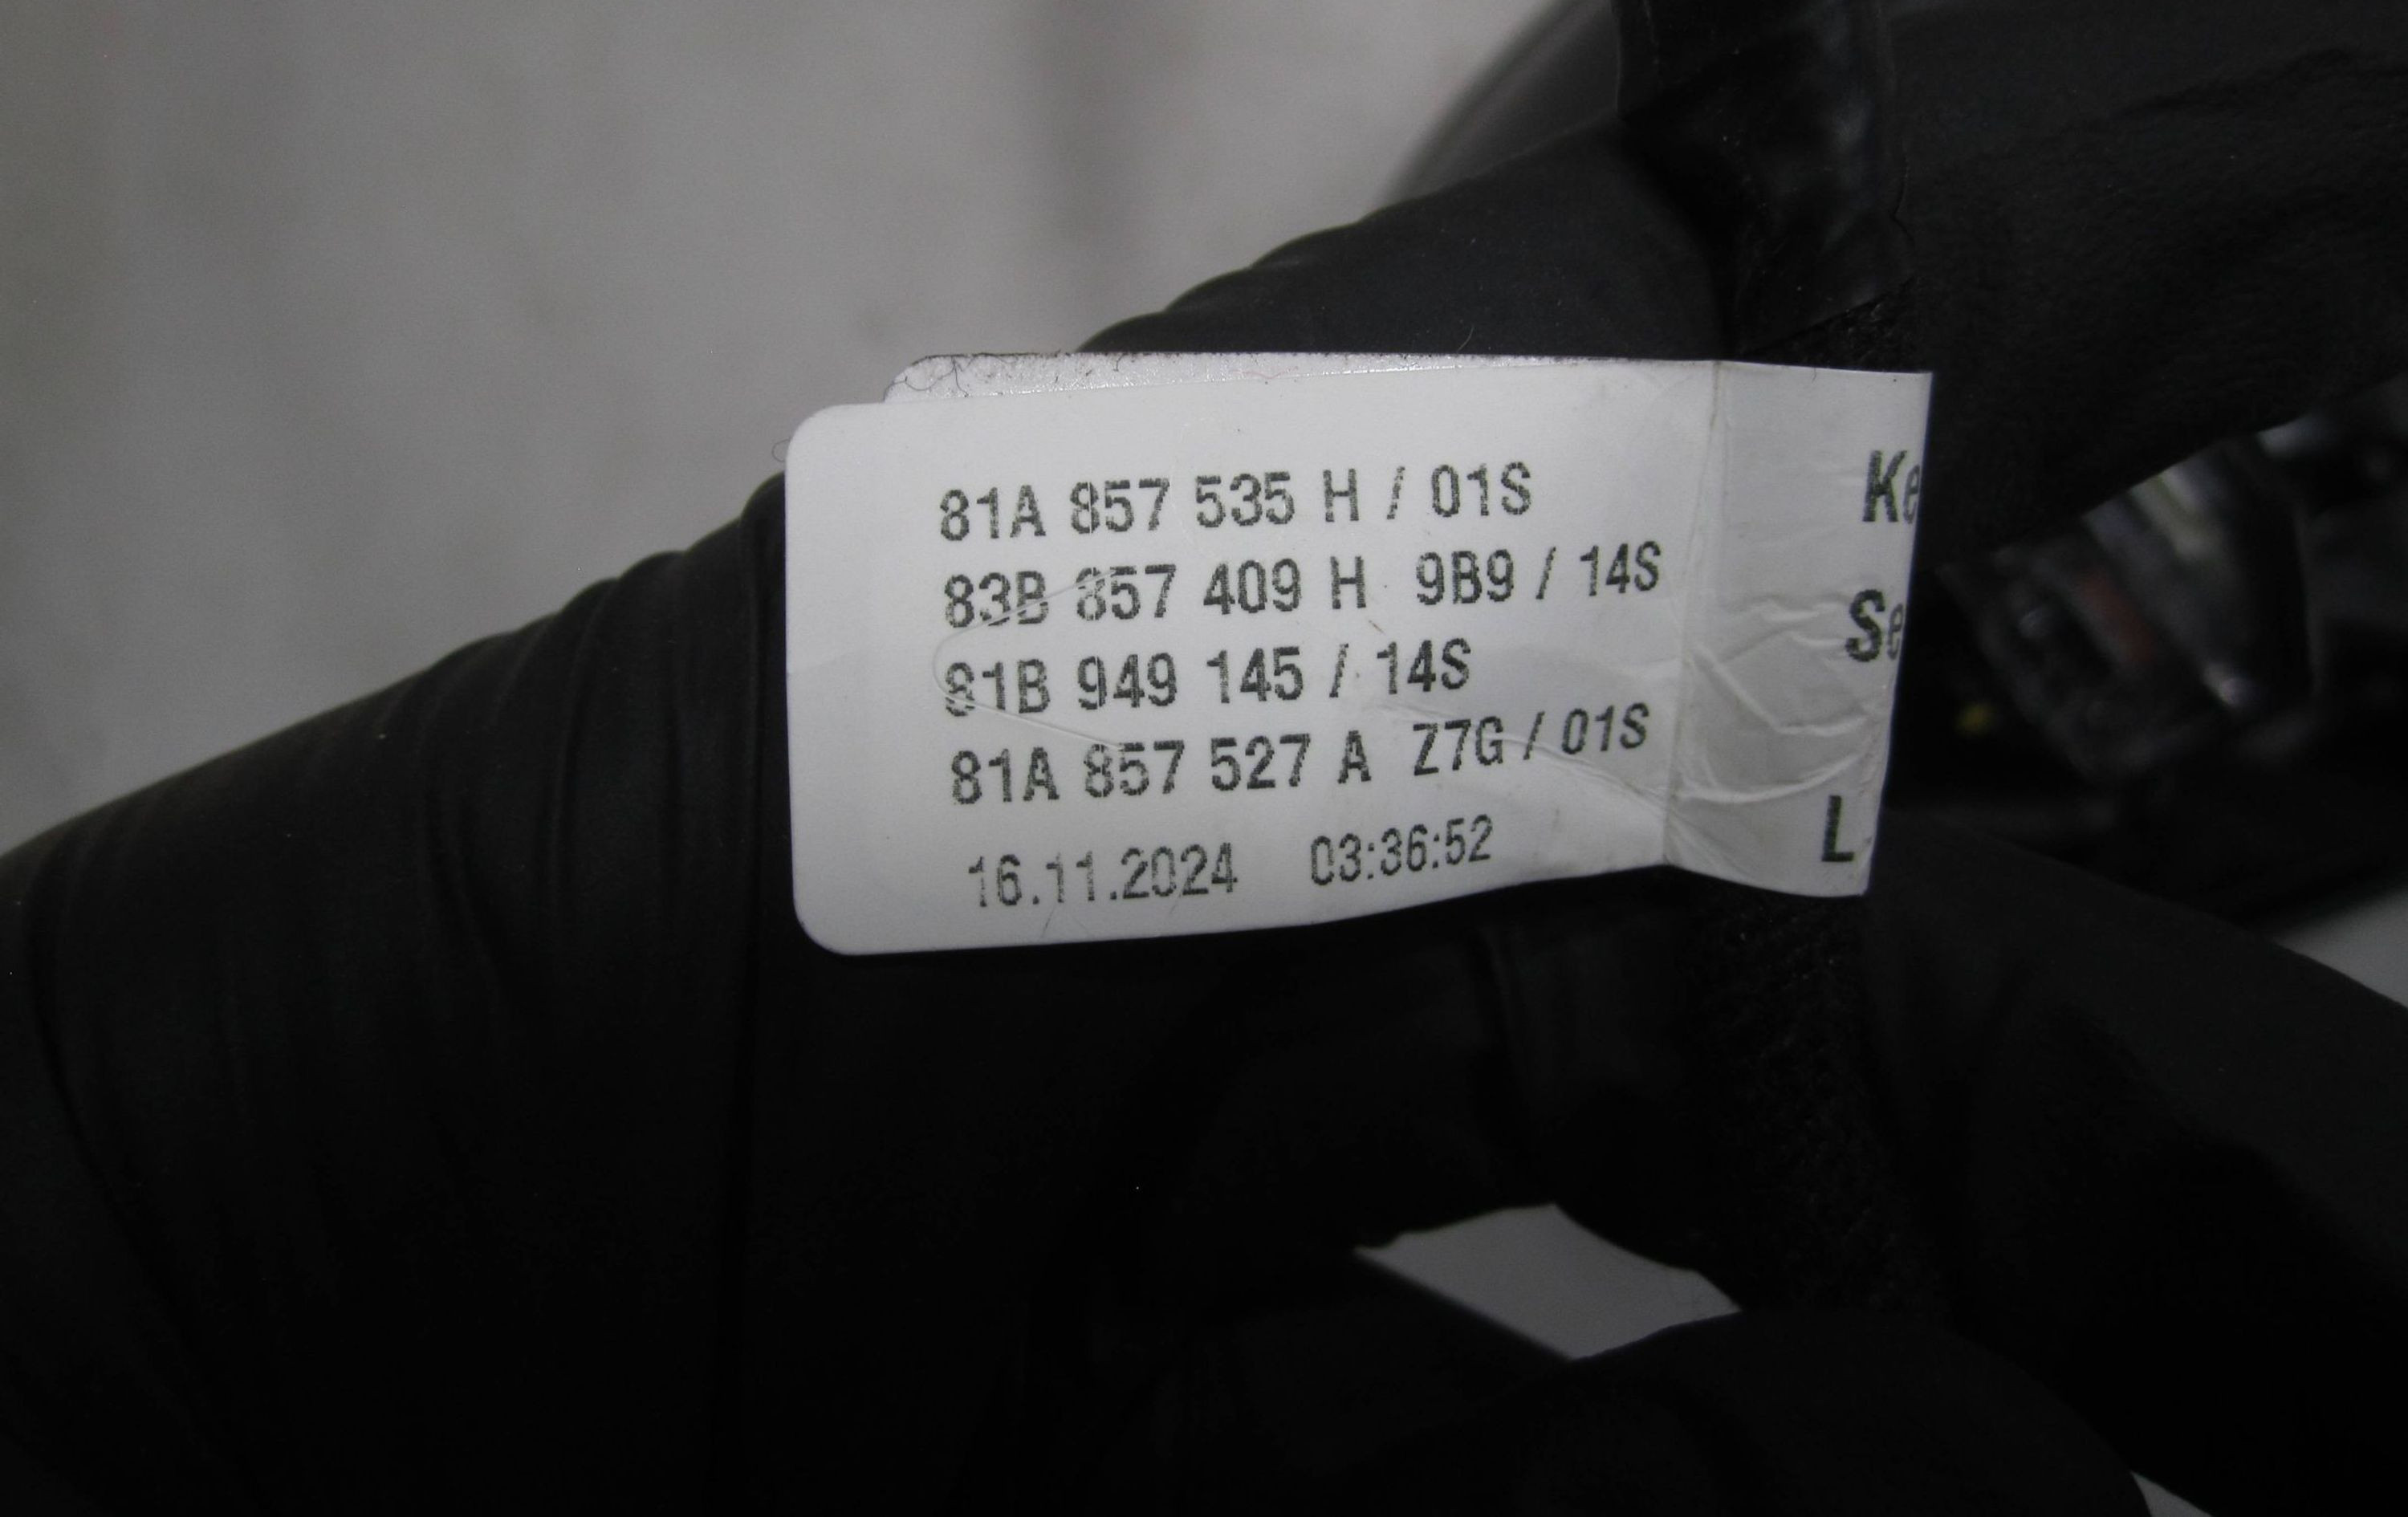 81A 857 535 H / 01S
83B 857 409 H 9B9 / 14S
81B 949 145 / 14S
81A 857 527 A Z7G / 01S
16.11.2024 03:36:52
L